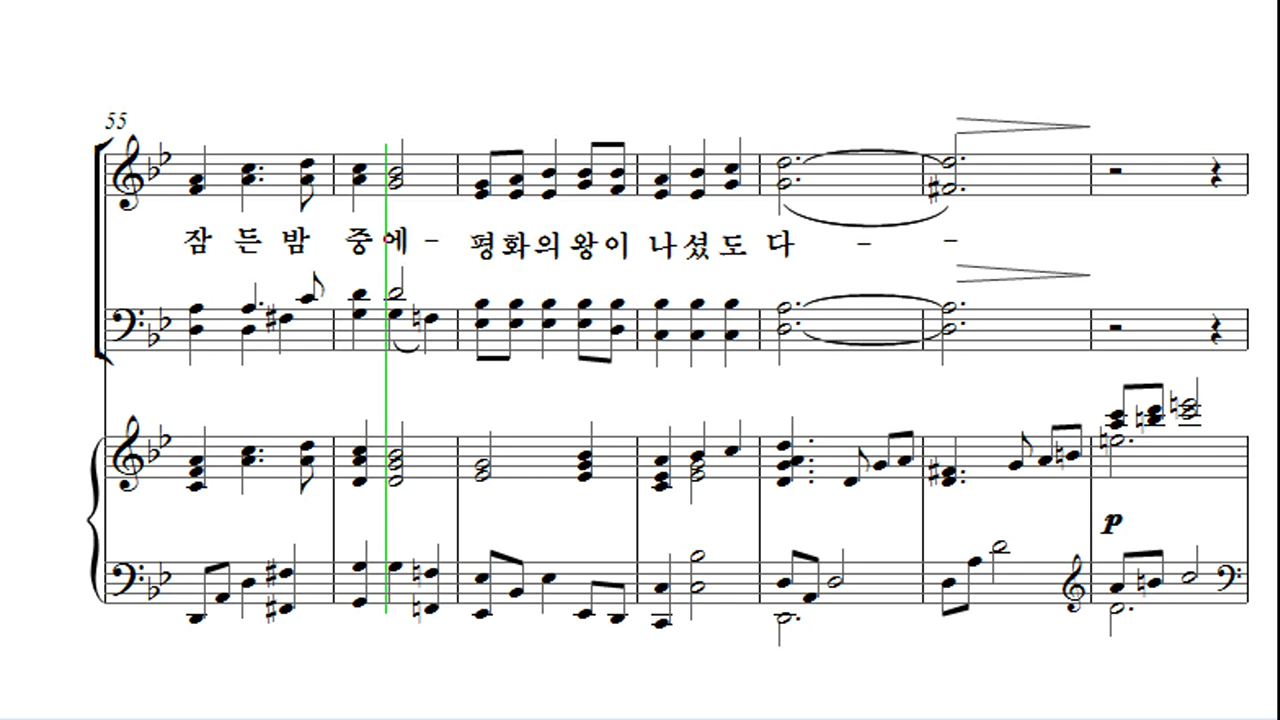 55
잠 든 밤 중 에 - 평 화 의 왕 이 나 셨 도 다 - -
p